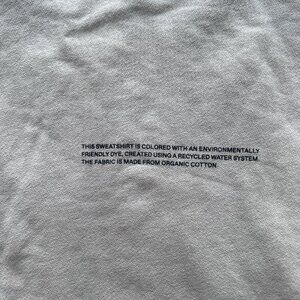 THIS SWEATSHIRT IS COLORED WITH AN ENVIRONMENTALLY
FRIENDLY DYE, CREATED USING A RECYCLED WATER SYSTEM.
THE FABRIC IS MADE FROM ORGANIC COTTON.